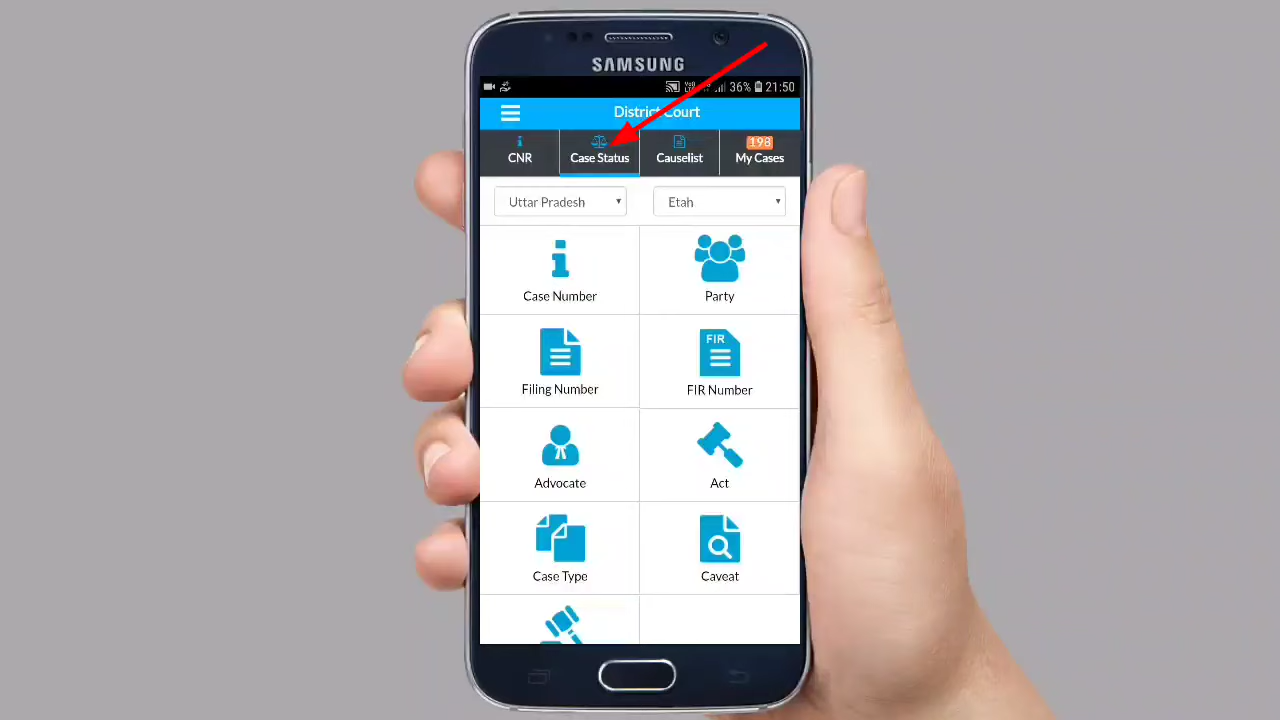 SAMSUNG
36% 21:50
District Court
CNR
Case Status
Causelist
198
My Cases
Uttar Pradesh
Etah
Case Number
Party
Filing Number
FIR
FIR Number
Advocate
Act
Case Type
Caveat